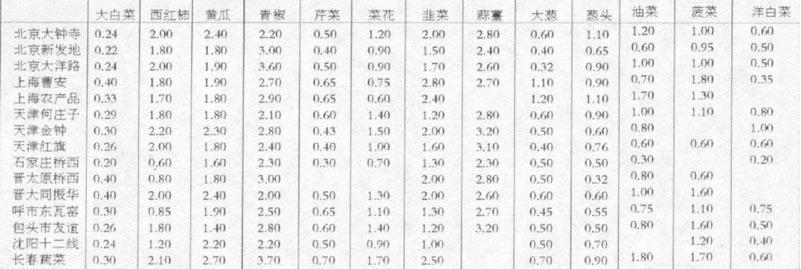 大白菜 西红柿 黄瓜 青椒 芹菜 菜花 韭菜 蒜薹 大葱 葱头 油菜 菠菜 洋白菜
北京大钟寺 0.24 2.00 2.40 2.20 0.50 1.20 2.00 2.80 0.60 1.10 1.20 1.00 0.60
北京新发地 0.22 1.80 1.80 3.00 0.40 0.90 1.50 2.40 0.40 0.65 0.60 0.95 0.50
北京大洋路 0.24 2.00 1.90 3.60 0.50 0.90 1.70 2.60 0.32 0.90 1.00 1.00 0.50
上海曹安 0.40 1.80 1.90 2.70 0.65 0.75 2.80 2.70 1.10 0.90 0.70 1.80 0.35
上海农产品 0.33 1.70 1.80 2.90 0.65 0.60 2.40 1.20 1.10 1.70 1.30
天津何庄子 0.29 1.80 1.80 2.10 0.60 1.40 1.20 2.80 0.60 0.90 1.00 1.10 0.80
天津金钟 0.30 2.20 2.30 2.80 0.43 1.50 2.00 3.20 0.50 0.60 0.80 1.00
天津红旗 0.26 2.00 1.80 2.40 0.40 1.00 1.60 3.10 0.40 0.76 0.60 0.60 0.60
石家庄桥西 0.20 0.60 1.60 2.30 0.30 0.70 1.30 2.30 0.50 0.50 0.30 0.20
晋太原桥西 0.40 0.80 1.80 3.00 2.00 2.80 0.50 0.32 0.80 0.60
晋大同振华 0.40 2.00 2.40 2.00 0.50 1.30 2.00 2.60 0.60 0.60 1.00 1.60
呼市东瓦窑 0.30 0.85 1.90 2.50 0.65 1.10 1.30 2.70 0.45 0.55 0.75 1.10 0.75
包头市友谊 0.26 1.80 1.40 2.80 0.60 1.40 1.20 3.20 0.50 0.50 0.80 1.60 0.50
沈阳十二线 0.24 1.20 2.20 2.20 0.50 0.90 1.00 0.50 0.70 1.20 0.40
长春蔬菜 0.30 2.10 2.70 3.70 0.70 1.70 2.50 0.70 0.90 1.80 1.70 0.60